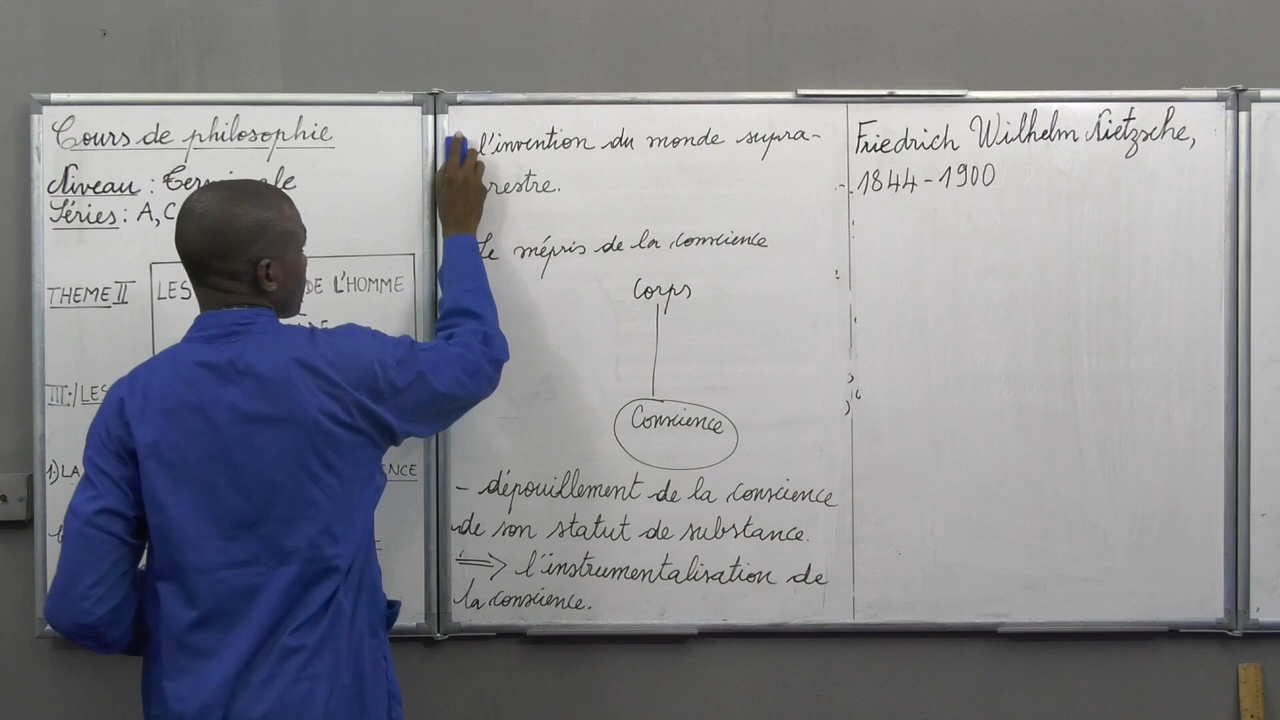 Cours de philosophie
Niveau :
Séries : A, C
THEME II
LES DE L'HOMME
III-/ LES
1.) LA ENCE
l'invention du monde supra-
restre.
Le mépris de la conscience
Corps
Conscience
- dépouillement de la conscience
de son statut de substance.
=> l'instrumentalisation de
la conscience.
Friedrich Wilhelm Nietzsche,
1844-1900